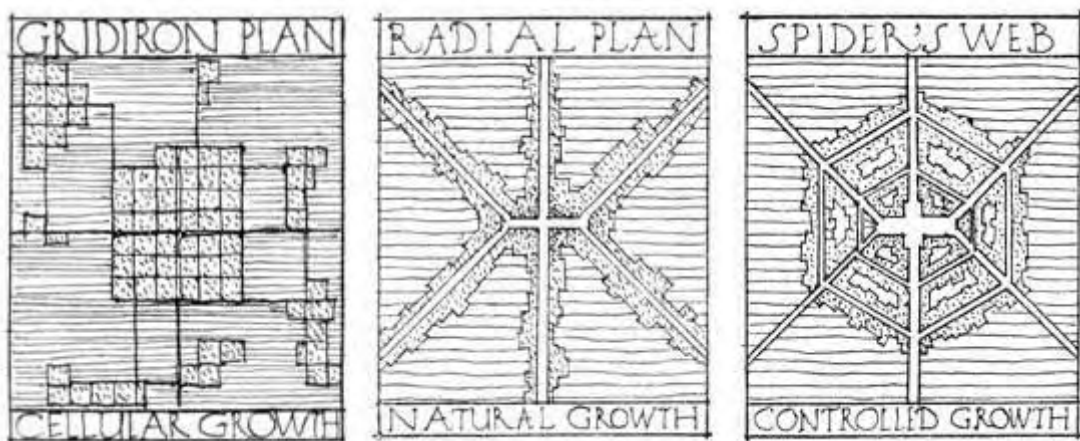 GRIDIRON PLAN
CELLULAR GROWTH
RADIAL PLAN
NATURAL GROWTH
SPIDER'S WEB
CONTROLLED GROWTH